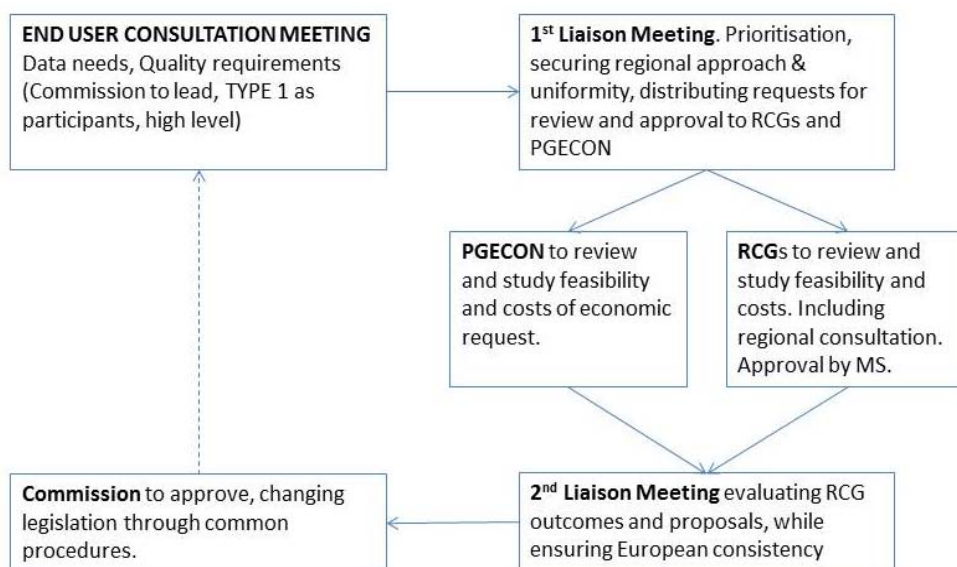 END USER CONSULTATION MEETING
Data needs, Quality requirements
(Commission to lead, TYPE 1 as
participants, high level)
1st Liaison Meeting. Prioritisation,
securing regional approach &
uniformity, distributing requests for
review and approval to RCGs and
PGECON
PGECON to review
and study feasibility
and costs of economic
request.
RCGs to review and
study feasibility and
costs. Including
regional consultation.
Approval by MS.
Commission to approve, changing
legislation through common
procedures.
2nd Liaison Meeting evaluating RCG
outcomes and proposals, while
ensuring European consistency